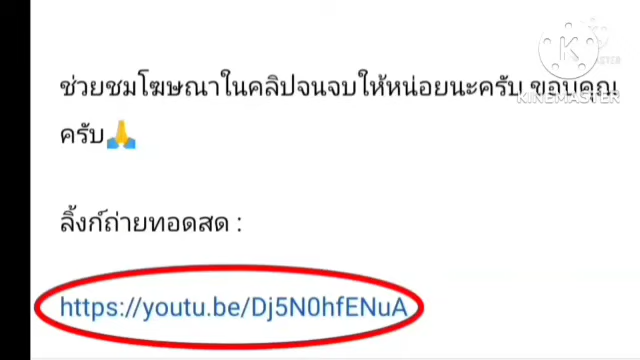 ช่วยชมโฆษณาในคลิปจนจบให้หน่อยนะครับ ขอบคุณ
ครับ🙏
ลิ้งก์ถ่ายทอดสด :
https://youtu.be/Dj5N0hfENuA
K
KINEMASTER